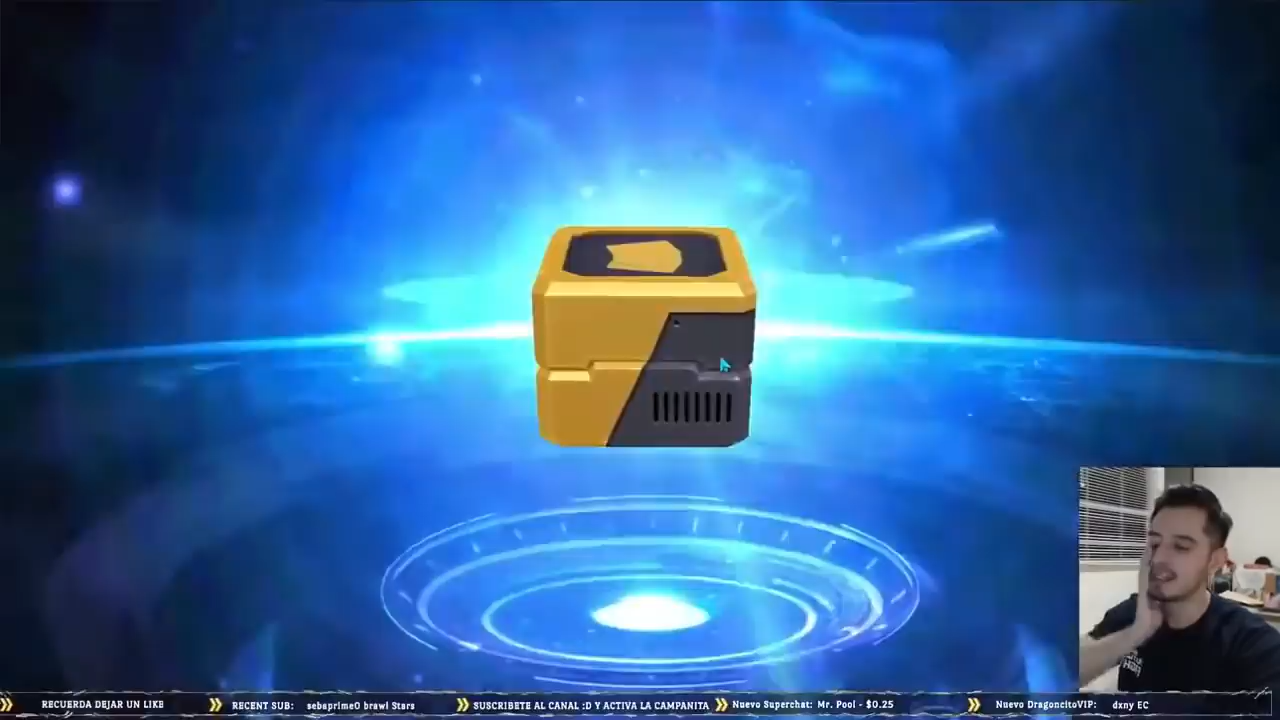 RECUERDA DEJAR UN LIKE
RECENT SUB: sebaprime0 brawl Stars
SUSCRIBETE AL CANAL :D Y ACTIVA LA CAMPANITA
Nuevo Superchat: Mr. Pool - $0.25
Nuevo DragoncitoVIP: dxny EC